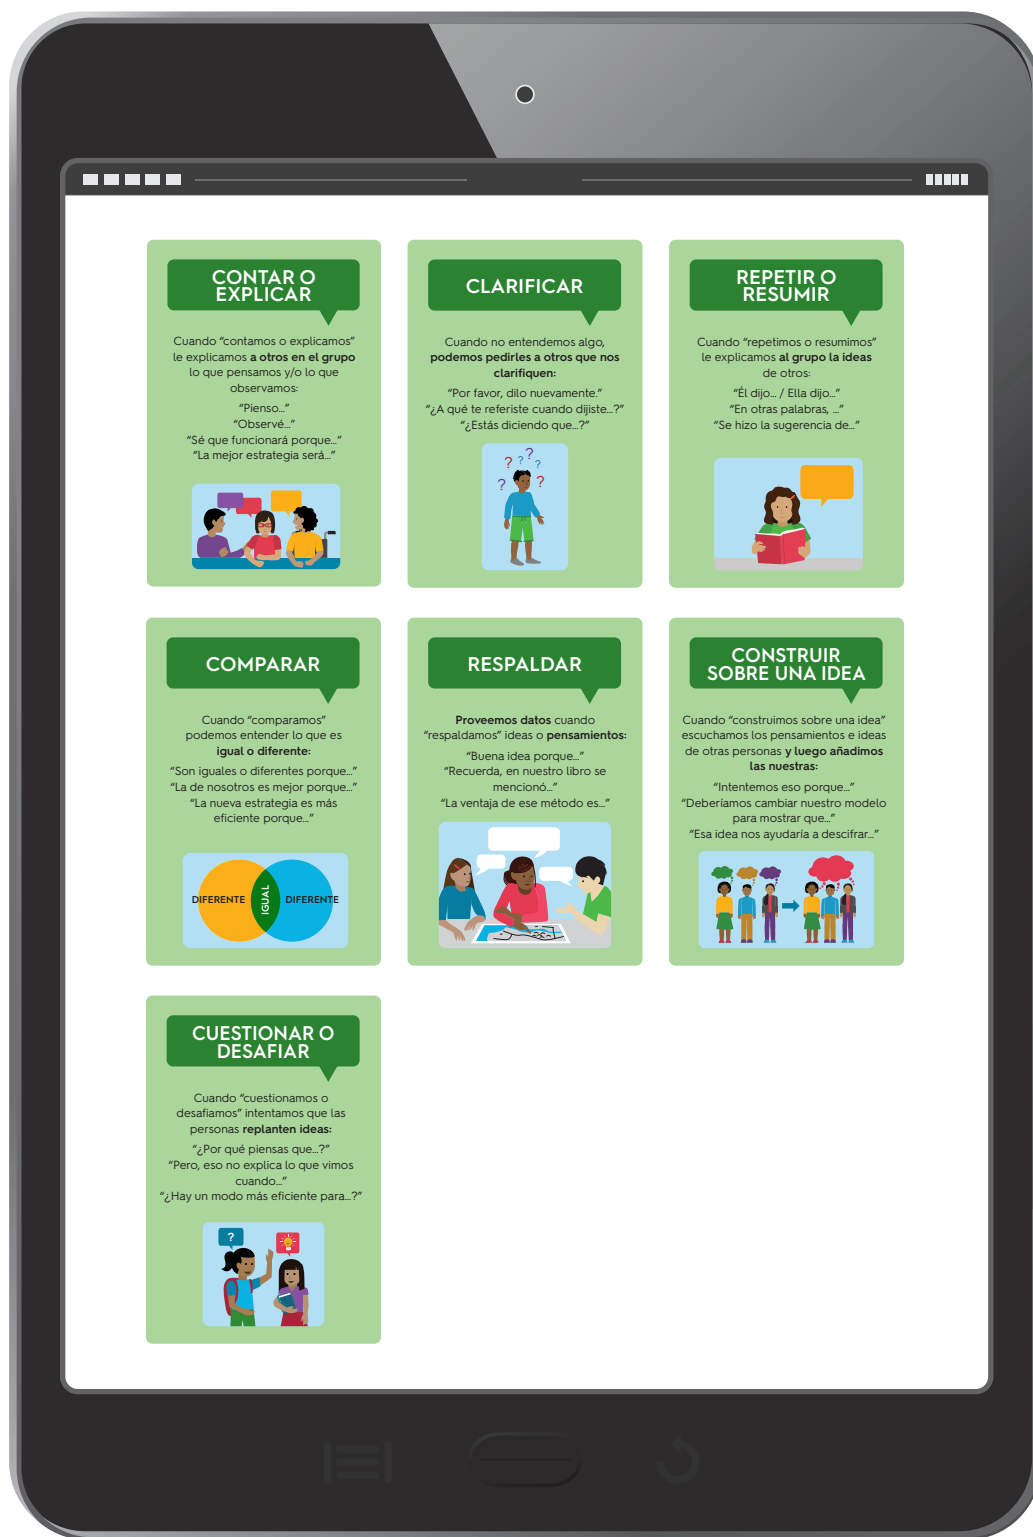 CONTAR O
EXPLICAR
Cuando “contamos o explicamos”
le explicamos a otros en el grupo
lo que pensamos y/o lo que
observamos:
“Pienso...”
“Observé...”
“Sé que funcionará porque...”
“La mejor estrategia será...”
CLARIFICAR
Cuando no entendemos algo,
podemos pedirles a otros que nos
clarifiquen:
“Por favor, dilo nuevamente.”
“¿A qué te referiste cuando dijiste...?”
“¿Estás diciendo que...?”
? ? ? ? ? ?
REPETIR O
RESUMIR
Cuando “repetimos o resumimos”
le explicamos al grupo la ideas
de otros:
“Él dijo... / Ella dijo...”
“En otras palabras, ...”
“Se hizo la sugerencia de...”
COMPARAR
Cuando “comparamos”
podemos entender lo que es
igual o diferente:
“Son iguales o diferentes porque...”
“La de nosotros es mejor porque...”
“La nueva estrategia es más
eficiente porque...”
DIFERENTE
IGUAL
DIFERENTE
RESPALDAR
Proveemos datos cuando
“respaldamos” ideas o pensamientos:
“Buena idea porque...”
“Recuerda, en nuestro libro se
mencionó...”
“La ventaja de ese método es...”
CONSTRUIR
SOBRE UNA IDEA
Cuando “construimos sobre una idea”
escuchamos los pensamientos e ideas
de otras personas y luego añadimos
las nuestras:
“Intentemos eso porque...”
“Deberíamos cambiar nuestro modelo
para mostrar que...”
“Esa idea nos ayudaría a descifrar...”
CUESTIONAR O
DESAFIAR
Cuando “cuestionamos o
desafiamos” intentamos que las
personas replanten ideas:
“¿Por qué piensas que...?”
“Pero, eso no explica lo que vimos
cuando...”
“¿Hay un modo más eficiente para...?”
?